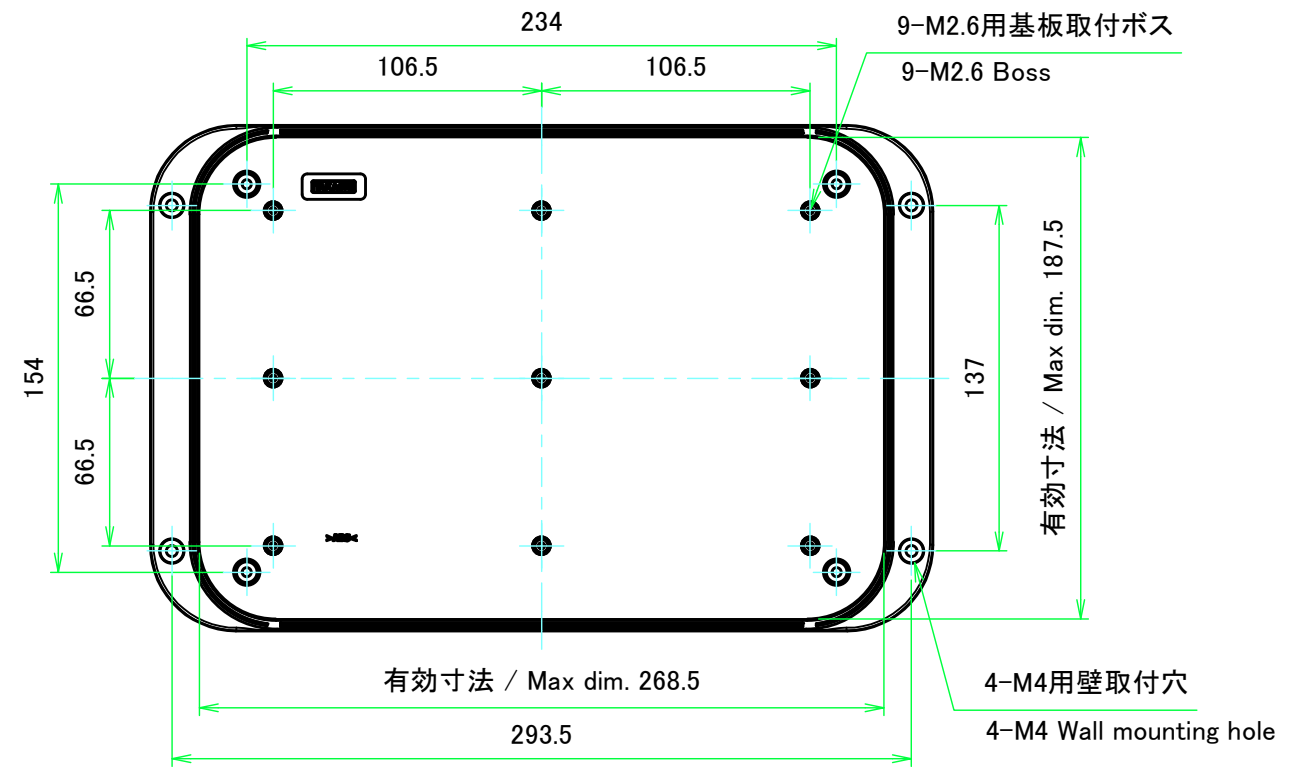 234
9-M2.6用基板取付ボス
106.5
106.5
9-M2.6 Boss
66.5
154
66.5
137
有効寸法 / Max dim. 187.5
有効寸法 / Max dim. 268.5
4-M4用壁取付穴
293.5
4-M4 Wall mounting hole
>ABS<